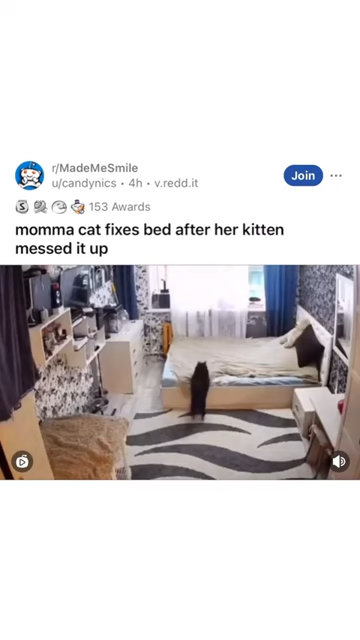 r/MadeMeSmile
u/candynics • 4h • v.redd.it
Join
153 Awards
momma cat fixes bed after her kitten
messed it up